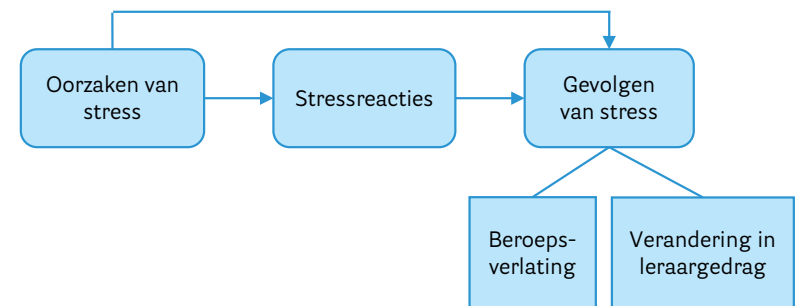 Oorzaken van
stress
Stressreacties
Gevolgen
van stress
Beroeps-
verlating
Verandering in
leraargedrag